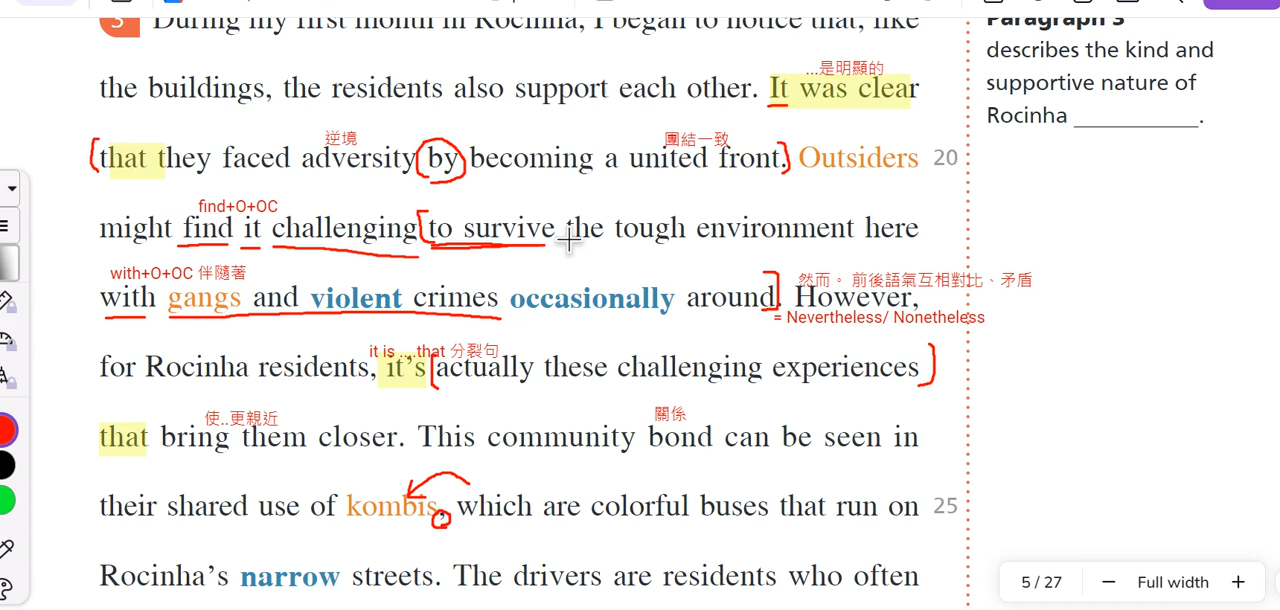 3 During my first month in Rocinha, I began to notice that, like
Paragraph 3
describes the kind and
supportive nature of
Rocinha ____________.
...是明顯的
the buildings, the residents also support each other. It was clear
逆境
團結一致
that they faced adversity by becoming a united front. Outsiders 20
find+O+OC
might find it challenging to survive the tough environment here
with+O+OC 伴隨著
然而。 前後語氣互相對比、矛盾
with gangs and violent crimes occasionally around. However,
= Nevertheless/ Nonetheless
it is ....that 分裂句
for Rocinha residents, it's actually these challenging experiences
使..更親近
關係
that bring them closer. This community bond can be seen in
their shared use of kombis, which are colorful buses that run on 25
Rocinha's narrow streets. The drivers are residents who often
5 / 27 − Full width +